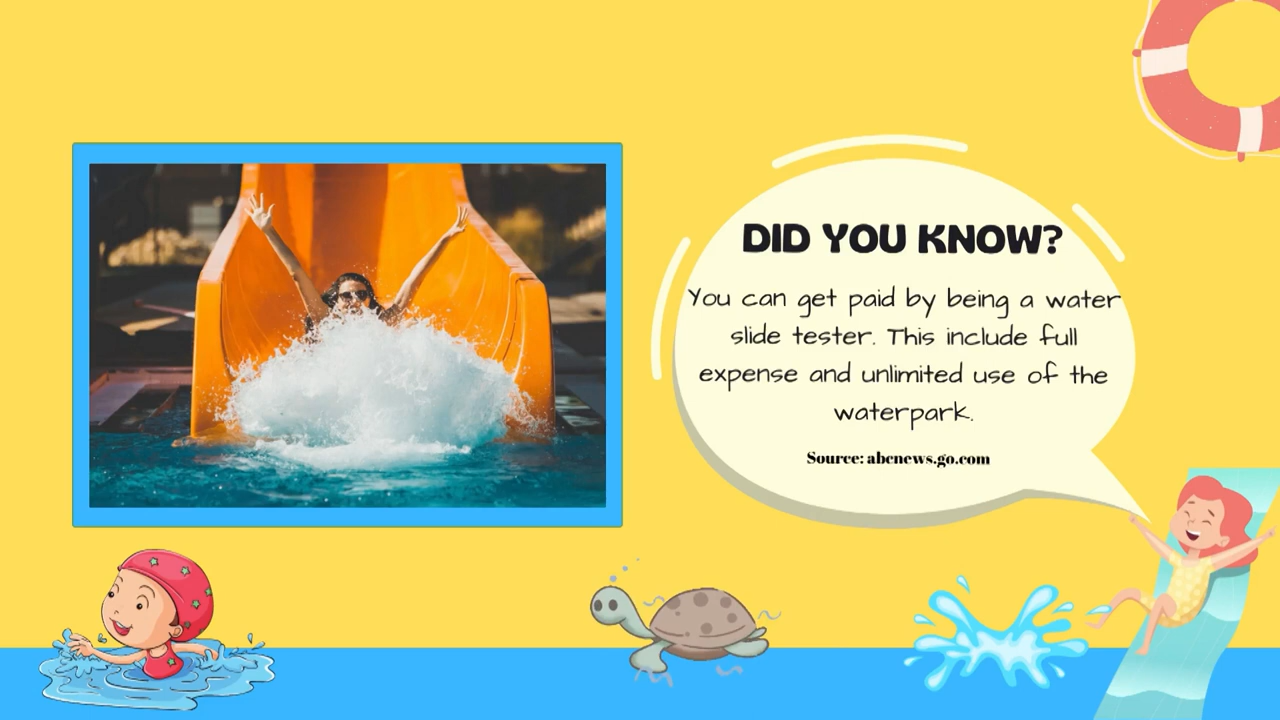 DID YOU KNOW?
You can get paid by being a water
slide tester. This include full
expense and unlimited use of the
waterpark.
Source: abcnews.go.com